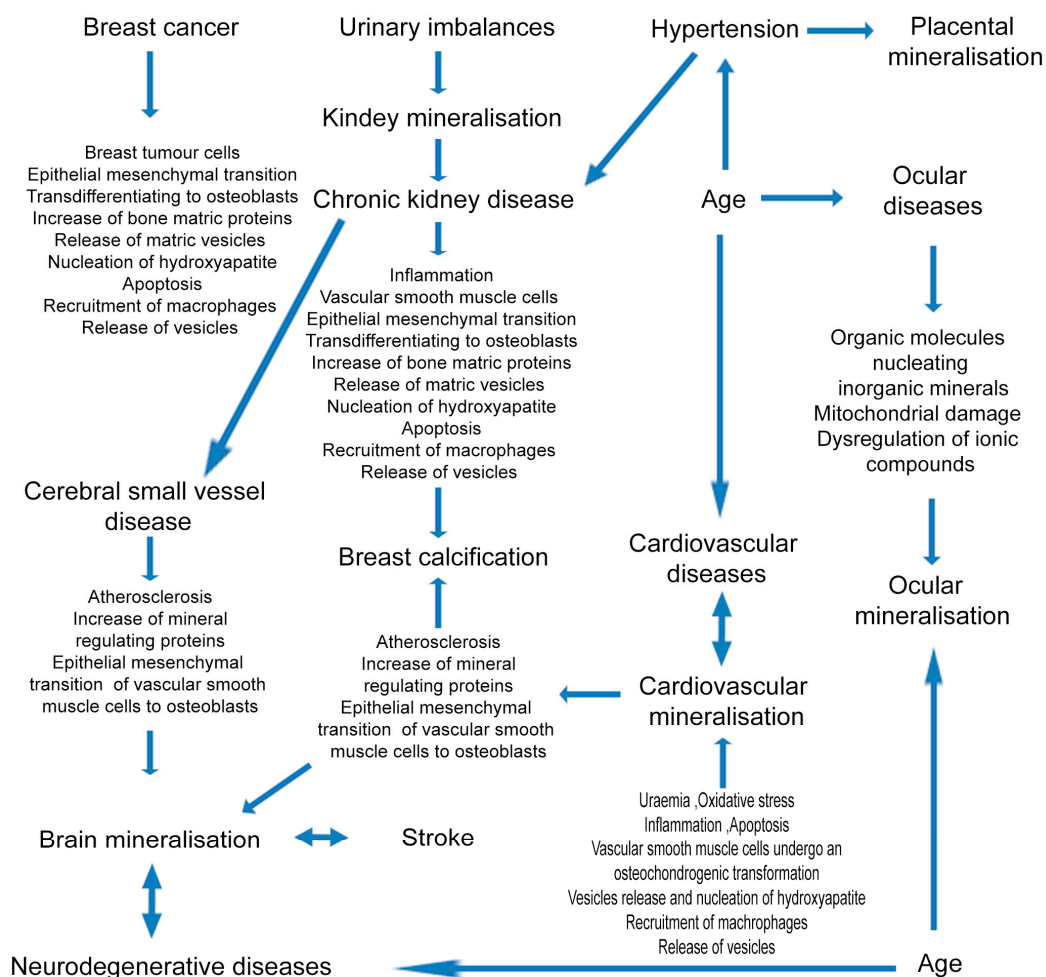 Breast cancer
Breast tumour cells
Epithelial mesenchymal transition
Transdifferentiating to osteoblasts
Increase of bone matric proteins
Release of matric vesicles
Nucleation of hydroxyapatite
Apoptosis
Recruitment of macrophages
Release of vesicles
Urinary imbalances
Kindey mineralisation
Chronic kidney disease
Inflammation
Vascular smooth muscle cells
Epithelial mesenchymal transition
Transdifferentiating to osteoblasts
Increase of bone matric proteins
Release of matric vesicles
Nucleation of hydroxyapatite
Apoptosis
Recruitment of macrophages
Release of vesicles
Breast calcification
Hypertension
Placental
mineralisation
Age
Ocular
diseases
Organic molecules
nucleating
inorganic minerals
Mitochondrial damage
Dysregulation of ionic
compounds
Ocular
mineralisation
Cerebral small vessel
disease
Atherosclerosis
Increase of mineral
regulating proteins
Epithelial mesenchymal
transition of vascular smooth
muscle cells to osteoblasts
Atherosclerosis
Increase of mineral
regulating proteins
Epithelial mesenchymal
transition of vascular smooth
muscle cells to osteoblasts
Cardiovascular
diseases
Cardiovascular
mineralisation
Uraemia ,Oxidative stress
Inflammation ,Apoptosis
Vascular smooth muscle cells undergo an
osteochondrogenic transformation
Vesicles release and nucleation of hydroxyapatite
Recruitment of machrophages
Release of vesicles
Brain mineralisation
Stroke
Neurodegenerative diseases
Age